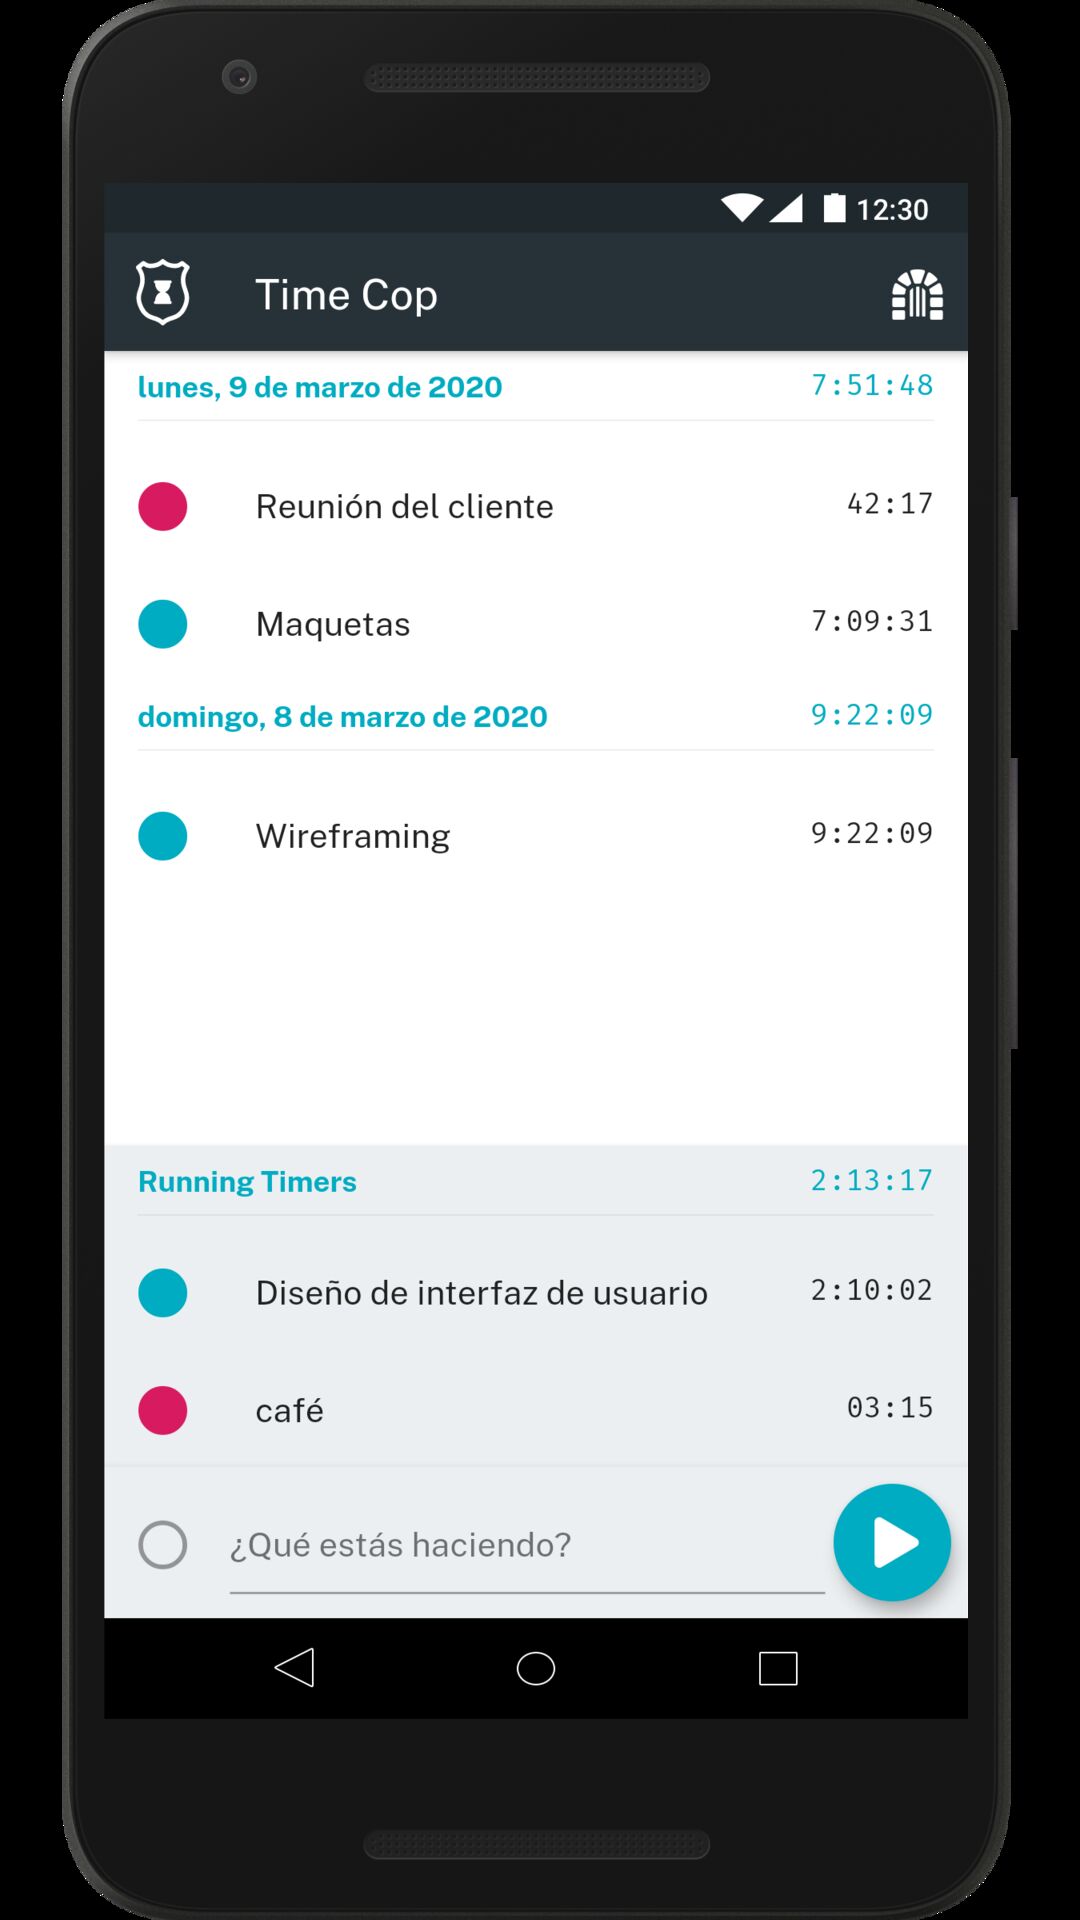 12:30
Time Cop
lunes, 9 de marzo de 2020 7:51:48
Reunión del cliente 42:17
Maquetas 7:09:31
domingo, 8 de marzo de 2020 9:22:09
Wireframing 9:22:09
Running Timers 2:13:17
Diseño de interfaz de usuario 2:10:02
café 03:15
¿Qué estás haciendo?